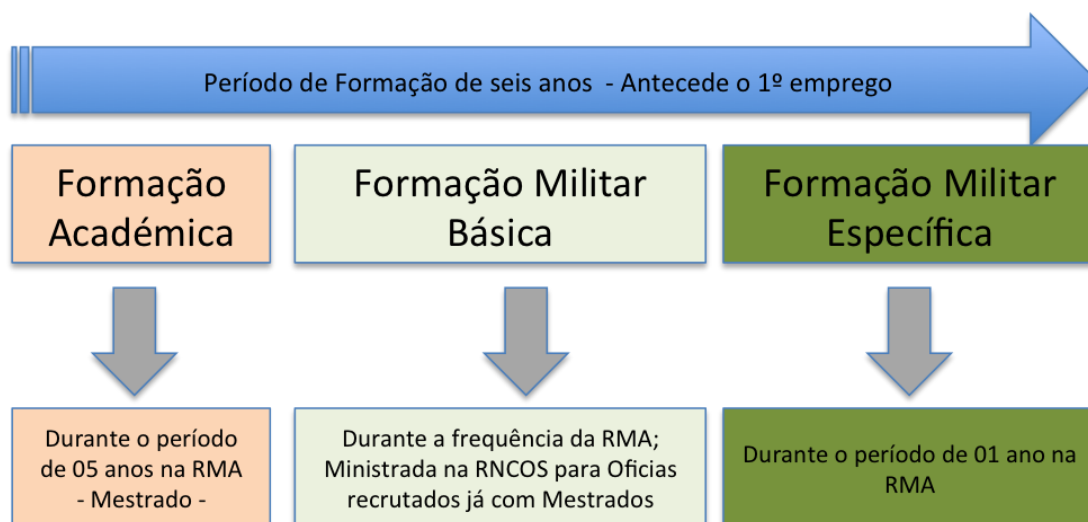 Período de Formação de seis anos - Antecede o 1º emprego
Formação
Académica
Formação Militar
Básica
Formação Militar
Específica
Durante o período
de 05 anos na RMA
- Mestrado -
Durante a frequência da RMA;
Ministrada na RNCOS para Oficias
recrutados já com Mestrados
Durante o período de 01 ano na
RMA